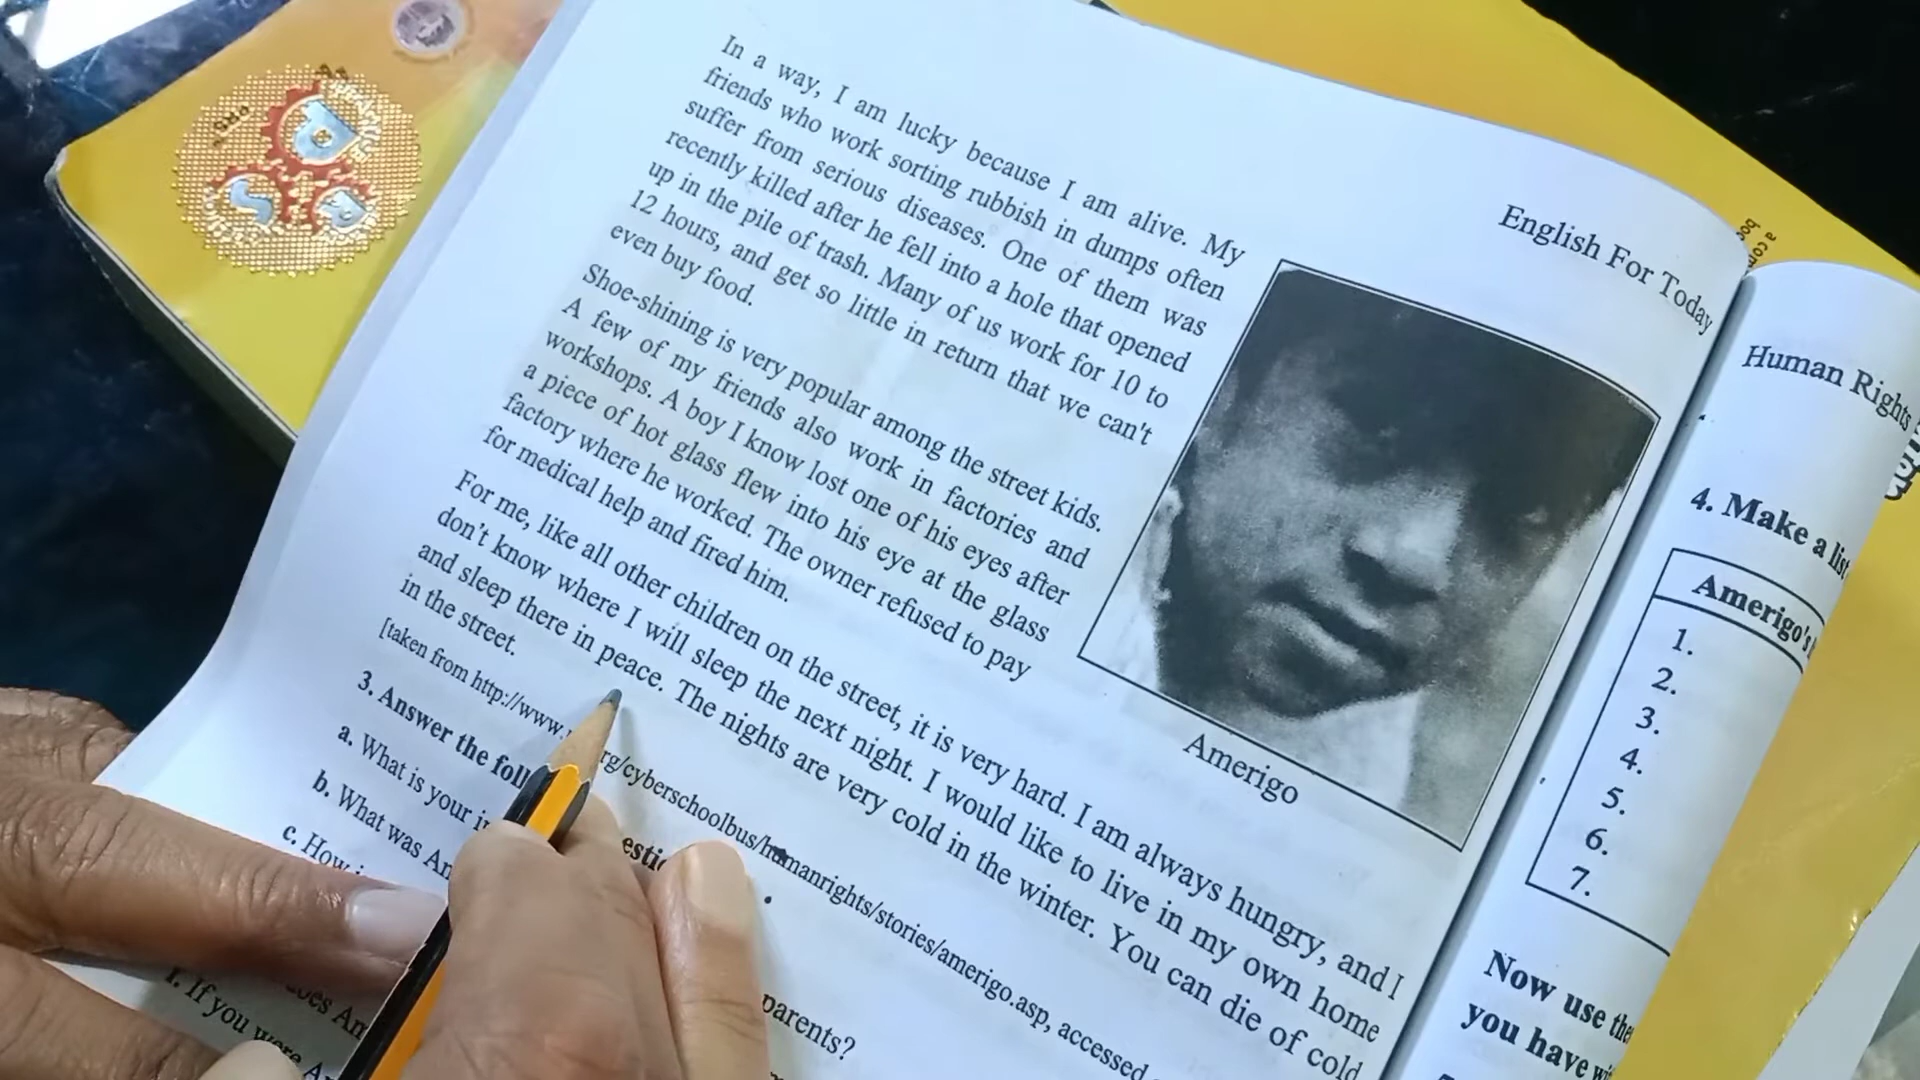 In a way, I am lucky because I am alive. My
friends who work sorting rubbish in dumps often
suffer from serious diseases. One of them was
recently killed after he fell into a hole that opened
up in the pile of trash. Many of us work for 10 to
12 hours, and get so little in return that we can't
even buy food.
Shoe-shining is very popular among the street kids.
A few of my friends also work in factories and
workshops. A boy I know lost one of his eyes after
a piece of hot glass flew into his eye at the glass
factory where he worked. The owner refused to pay
for medical help and fired him.
For me, like all other children on the street, it is very hard. I am always hungry, and I
don't know where I will sleep the next night. I would like to live in my own home
and sleep there in peace. The nights are very cold in the winter. You can die of cold
in the street.
[taken from http://www. rg/cyberschoolbus/humanrights/stories/amerigo.asp, accessed
3. Answer the foll estio
a. What is your
b. What was Am
c. How
oes Am
parents?
f. If you were Am
Amerigo
English For Today
Human Rights
4. Make a list
Amerigo's
1.
2.
3.
4.
5.
6.
7.
Now use the
you have wi